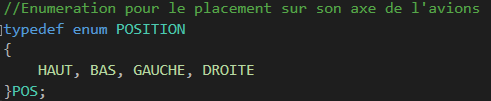 //Enumeration pour le placement sur son axe de l'avions
typedef enum POSITION
{
HAUT, BAS, GAUCHE, DROITE
}POS;